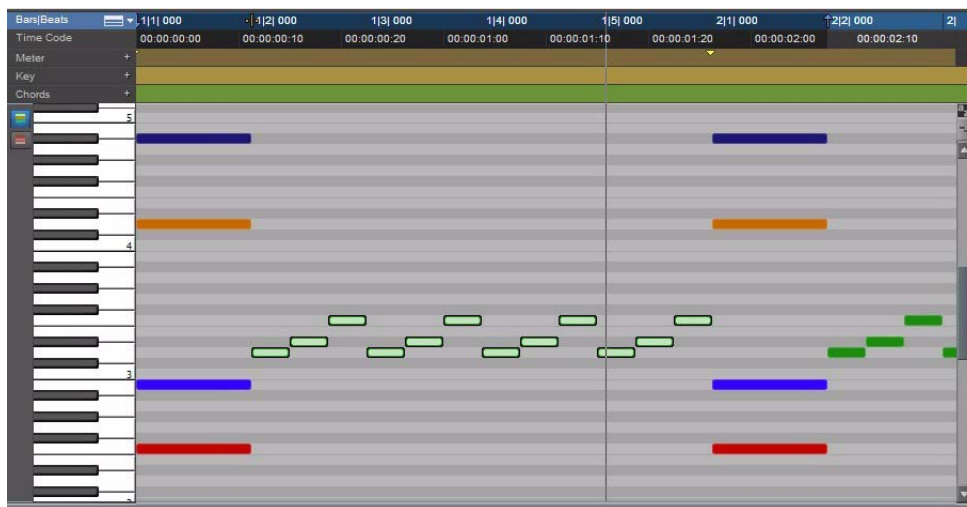 Bars|Beats 1|1| 000 1|2| 000 1|3| 000 1|4| 000 1|5| 000 2|1| 000 2|2| 000 2|
Time Code 00:00:00:00 00:00:00:10 00:00:00:20 00:00:01:00 00:00:01:10 00:00:01:20 00:00:02:00 00:00:02:10
Meter +
Key +
Chords +
5
4
3